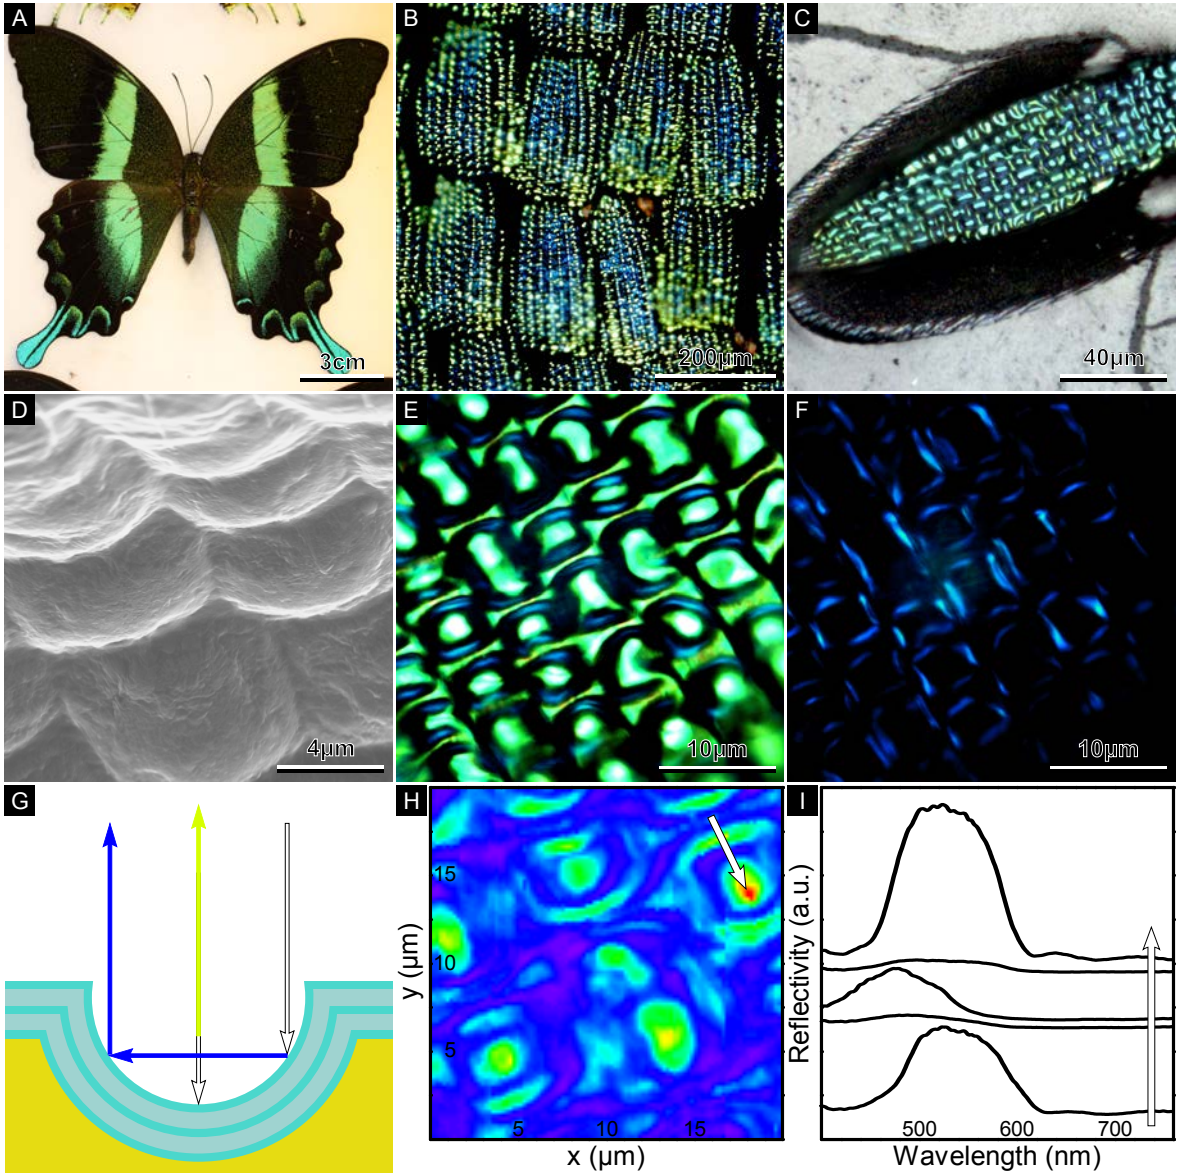 A
3cm
B
200μm
C
40μm
D
4μm
E
10μm
F
10μm
G
H
15
10
5
5
10
15
y (μm)
x (μm)
I
Reflectivity (a.u.)
500
600
700
Wavelength (nm)